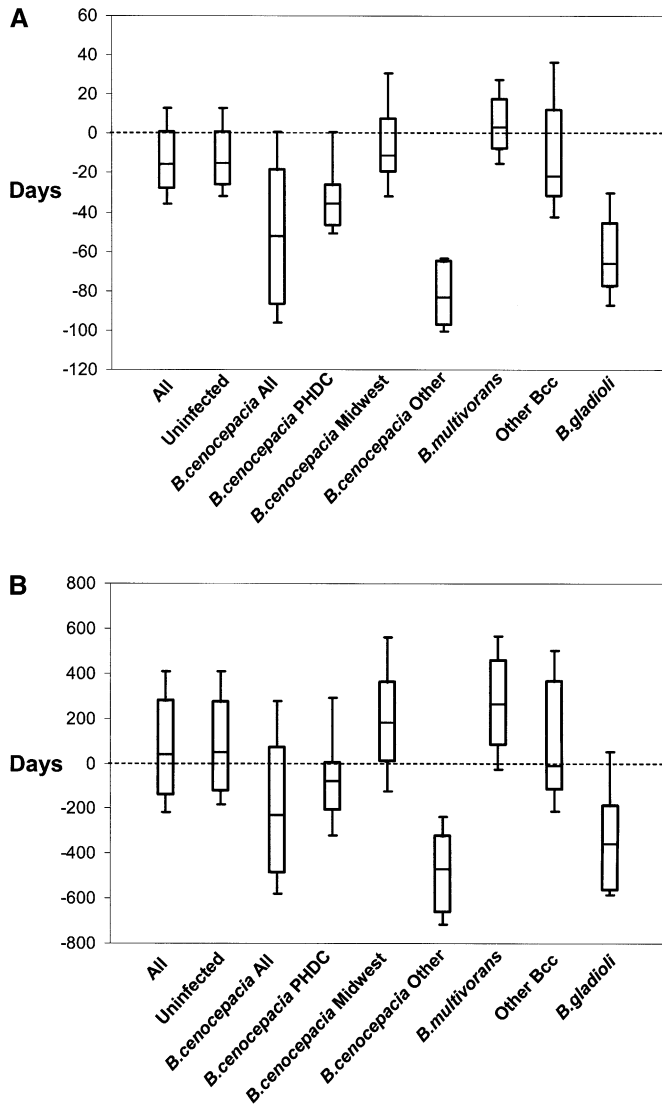 A
60
40
20
0
-20
Days
-40
-60
-80
-100
-120
All
Uninfected
B.cenocepacia All
B.cenocepacia PHDC
B.cenocepacia Midwest
B.cenocepacia Other
B.multivorans
Other Bcc
B.gladioli
B
800
600
400
200
Days
0
-200
-400
-600
-800
All
Uninfected
B.cenocepacia All
B.cenocepacia PHDC
B.cenocepacia Midwest
B.cenocepacia Other
B.multivorans
Other Bcc
B.gladioli